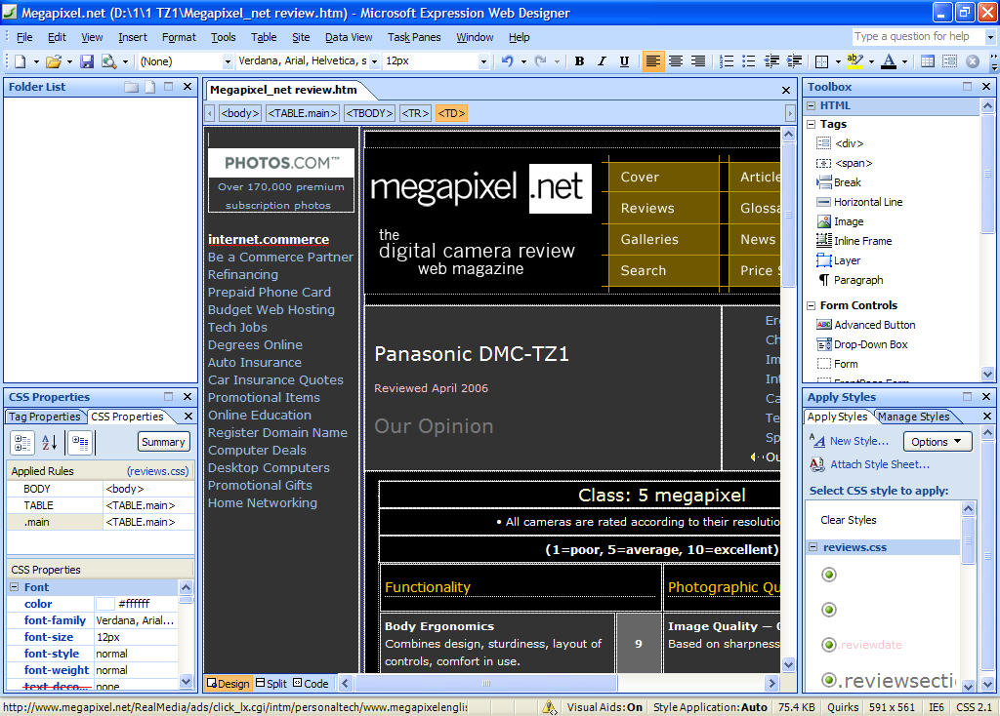 Megapixel.net (D:\1\1 TZ1\Megapixel_net review.htm) - Microsoft Expression Web Designer
File Edit View Insert Format Tools Table Site Data View Task Panes Window Help
Type a question for help
(None) Verdana, Arial, Helvetica, s 12px B I U
Folder List
Megapixel_net review.htm
<body> <TABLE.main> <TBODY> <TR> <TD>
PHOTOS.COM™
Over 170,000 premium
subscription photos
internet.commerce
Be a Commerce Partner
Refinancing
Prepaid Phone Card
Budget Web Hosting
Tech Jobs
Degrees Online
Auto Insurance
Car Insurance Quotes
Promotional Items
Online Education
Register Domain Name
Computer Deals
Desktop Computers
Promotional Gifts
Home Networking
megapixel .net
the
digital camera review
web magazine
Cover Article
Reviews Glossa
Galleries News
Search Price S
Panasonic DMC-TZ1
Reviewed April 2006
Our Opinion
Er
Ch
Im
Int
Ca
Te
Sp
Ou
Class: 5 megapixel
• All cameras are rated according to their resolutio
(1=poor, 5=average, 10=excellent)
Functionality Photographic Qu
Body Ergonomics
Combines design, sturdiness, layout of
controls, comfort in use.
9
Image Quality —
Based on sharpness
Design Split Code
Toolbox
HTML
Tags
<div>
<span>
Break
Horizontal Line
Image
Inline Frame
Layer
Paragraph
Form Controls
Advanced Button
Drop-Down Box
Form
FrontPage Form
CSS Properties
Tag Properties CSS Properties
Summary
Applied Rules (reviews.css)
BODY <body>
TABLE <TABLE.main>
.main <TABLE.main>
CSS Properties
Font
color #ffffff
font-family Verdana, Arial...
font-size 12px
font-style normal
font-weight normal
text-deco... none
Apply Styles
Apply Styles Manage Styles
New Style... Options
Attach Style Sheet...
Select CSS style to apply:
Clear Styles
reviews.css
.reviewdate
.reviewsecti
http://www.megapixel.net/RealMedia/ads/click_lx.cgi/intm/personaltech/www.megapixelenglis
Visual Aids: On Style Application: Auto 75.4 KB Quirks 591 x 561 IE6 CSS 2.1